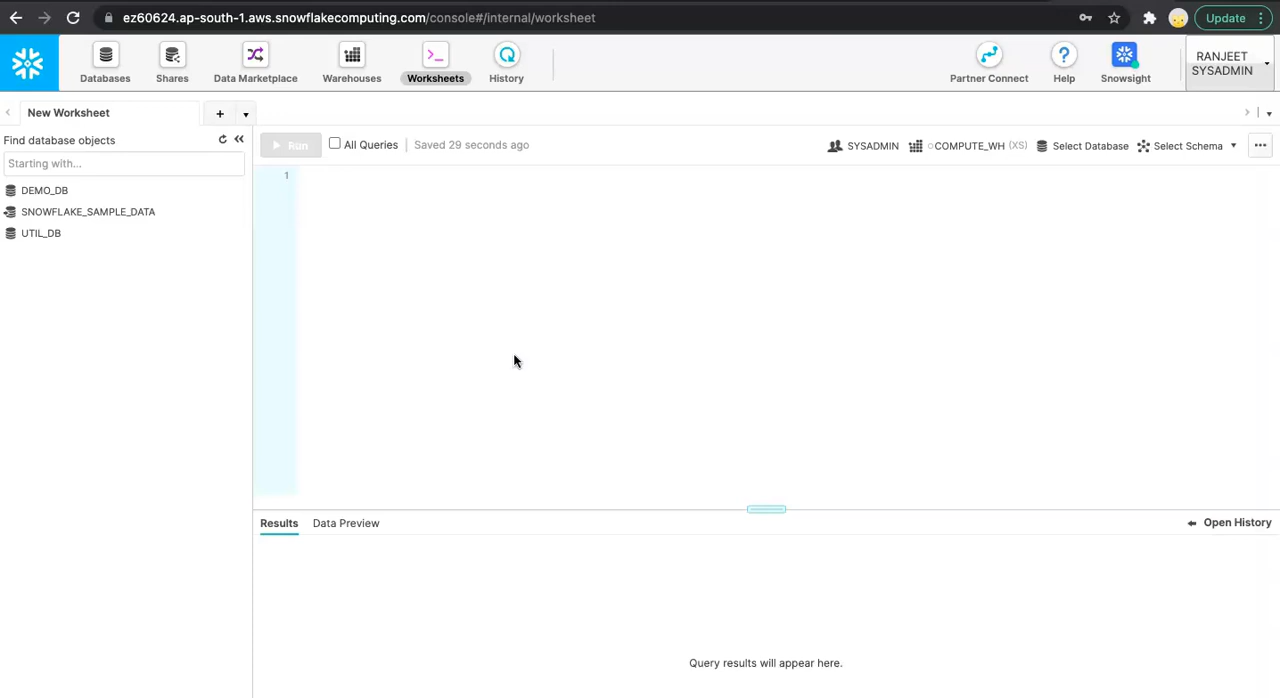 ez60624.ap-south-1.aws.snowflakecomputing.com/console#/internal/worksheet
Update
Databases
Shares
Data Marketplace
Warehouses
Worksheets
History
Partner Connect
Help
Snowsight
RANJEET
SYSADMIN
New Worksheet
Find database objects
Starting with...
DEMO_DB
SNOWFLAKE_SAMPLE_DATA
UTIL_DB
Run
All Queries
Saved 29 seconds ago
SYSADMIN
COMPUTE_WH (XS)
Select Database
Select Schema
1
Results
Data Preview
Open History
Query results will appear here.